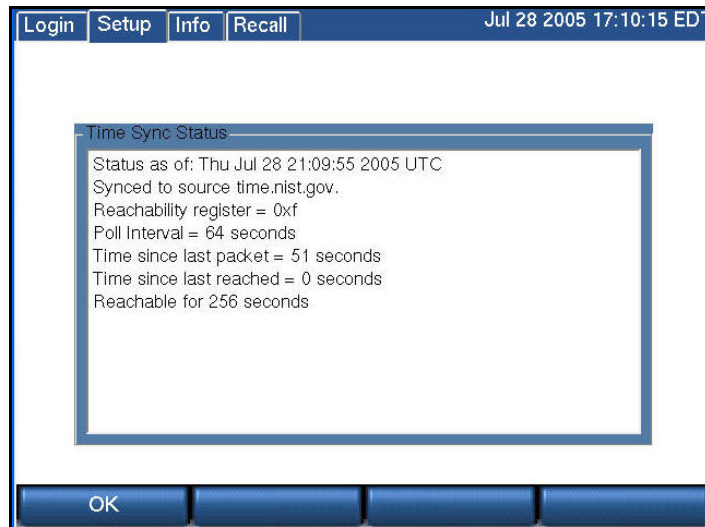 Login Setup Info Recall Jul 28 2005 17:10:15 EDT
Time Sync Status
Status as of: Thu Jul 28 21:09:55 2005 UTC
Synced to source time.nist.gov.
Reachability register = 0xf
Poll Interval = 64 seconds
Time since last packet = 51 seconds
Time since last reached = 0 seconds
Reachable for 256 seconds
OK